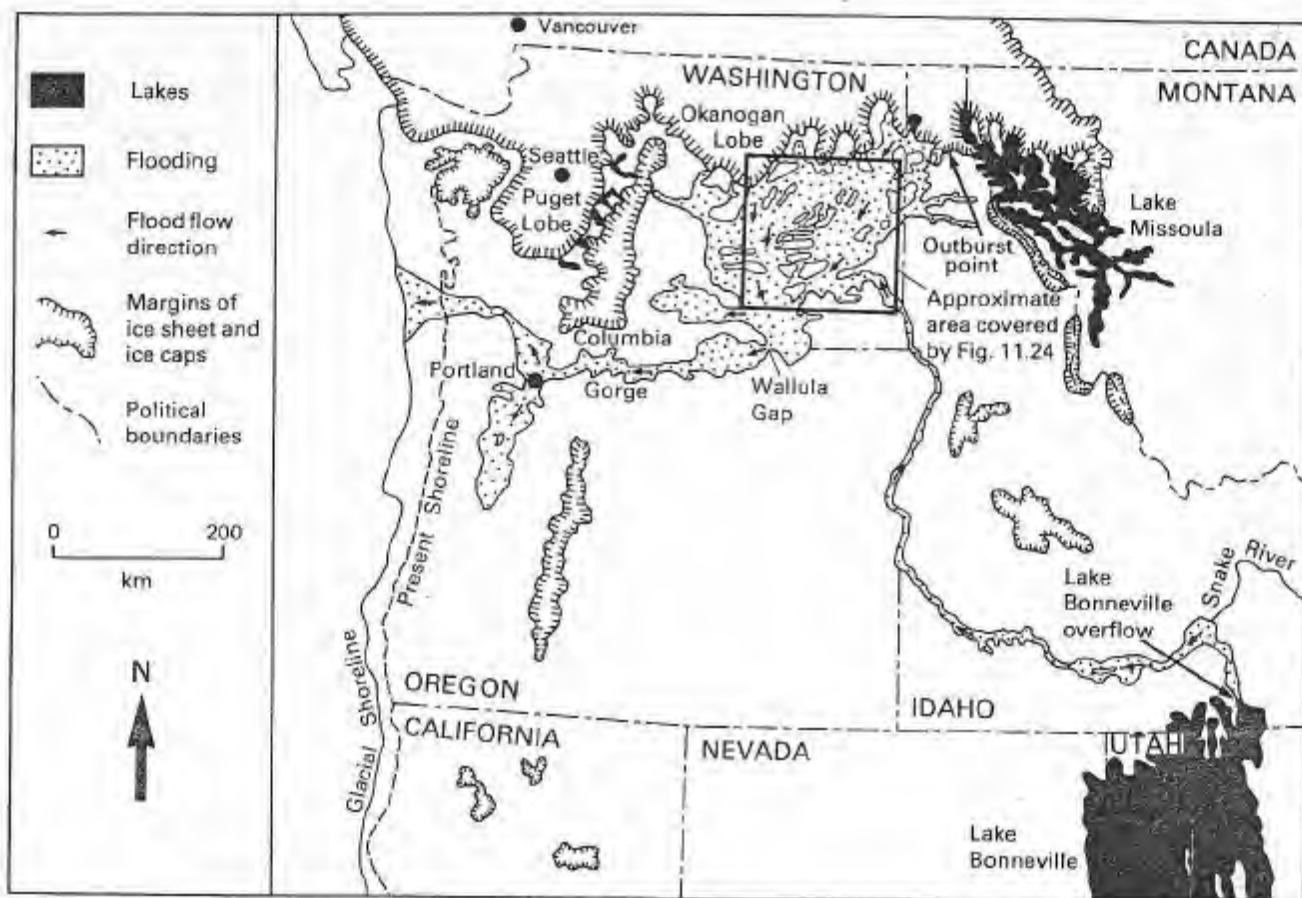 Lakes
Flooding
Flood flow
direction
Margins of
ice sheet and
ice caps
Political
boundaries
0 200
km
N
Vancouver
CANADA
WASHINGTON
MONTANA
Okanogan
Lobe
Seattle
Puget
Lobe
Lake
Missoula
Outburst
point
Approximate
area covered
by Fig. 11.24
Columbia
Gorge
Portland
Wallula
Gap
Present Shoreline
Glacial Shoreline
Snake River
Lake
Bonneville
overflow
OREGON
IDAHO
CALIFORNIA
NEVADA
UTAH
Lake
Bonneville